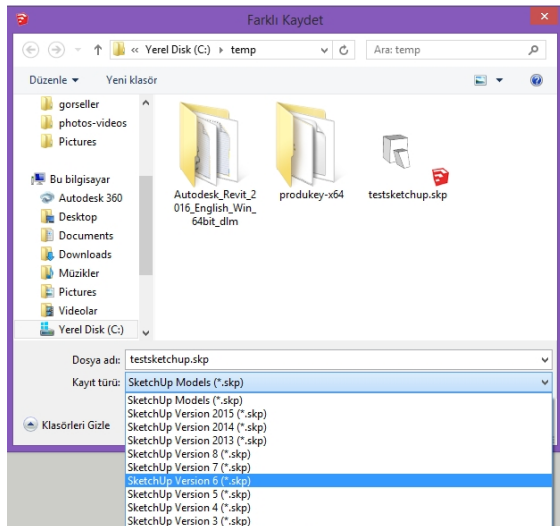 Farklı Kaydet
« Yerel Disk (C:) temp
Ara: temp
Düzenle Yeni klasör
gorseller
photos-videos
Pictures
Bu bilgisayar
Autodesk 360
Desktop
Documents
Downloads
Müzikler
Pictures
Videolar
Yerel Disk (C:)
Autodesk_Revit_2
016_English_Win_
64bit_dlm
produkey-x64
testsketchup.skp
Dosya adı: testsketchup.skp
Kayıt türü: SketchUp Models (*.skp)
SketchUp Models (*.skp)
SketchUp Version 2015 (*.skp)
SketchUp Version 2014 (*.skp)
SketchUp Version 2013 (*.skp)
SketchUp Version 8 (*.skp)
SketchUp Version 7 (*.skp)
SketchUp Version 6 (*.skp)
SketchUp Version 5 (*.skp)
SketchUp Version 4 (*.skp)
SketchUp Version 3 (*.skp)
Klasörleri Gizle